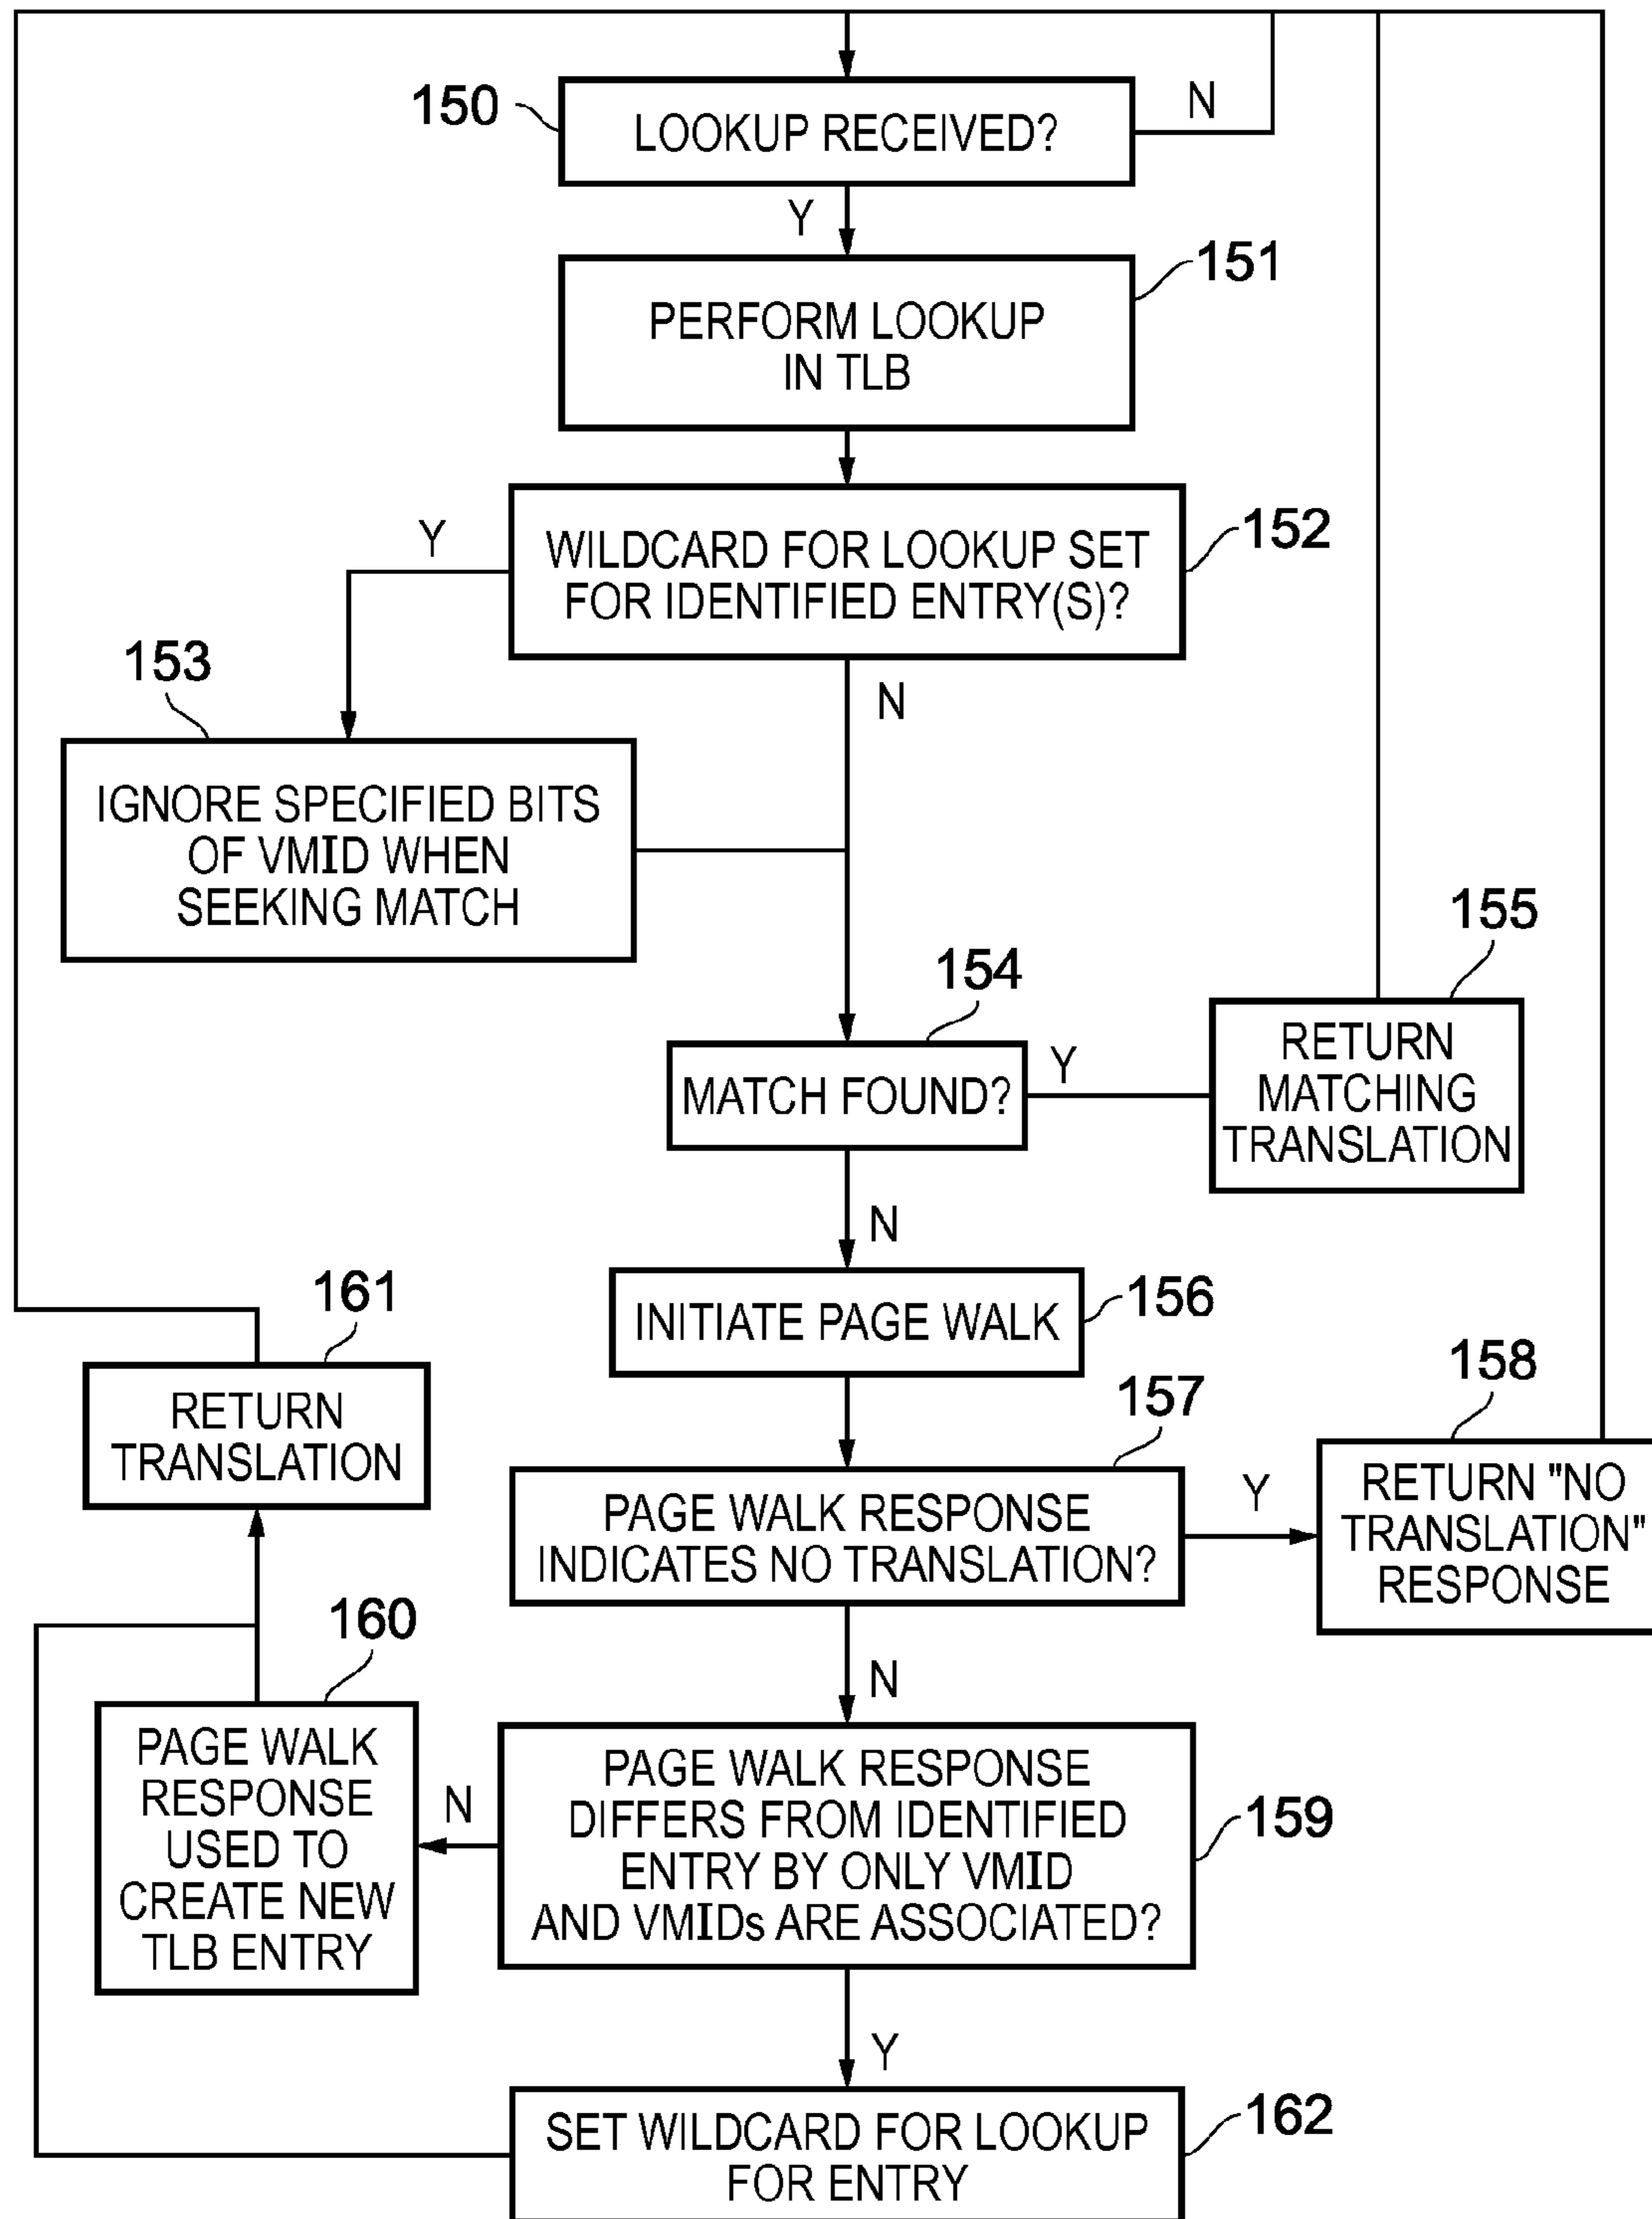 150
LOOKUP RECEIVED?
N
Y
151
PERFORM LOOKUP
IN TLB
152
Y
WILDCARD FOR LOOKUP SET
FOR IDENTIFIED ENTRY(S)?
153
N
IGNORE SPECIFIED BITS
OF VMID WHEN
SEEKING MATCH
155
154
MATCH FOUND?
Y
RETURN
MATCHING
TRANSLATION
N
161
INITIATE PAGE WALK
156
158
157
RETURN
TRANSLATION
PAGE WALK RESPONSE
INDICATES NO TRANSLATION?
Y
RETURN "NO
TRANSLATION"
RESPONSE
160
N
PAGE WALK
RESPONSE
USED TO
CREATE NEW
TLB ENTRY
N
PAGE WALK RESPONSE
DIFFERS FROM IDENTIFIED
ENTRY BY ONLY VMID
AND VMIDs ARE ASSOCIATED?
159
Y
SET WILDCARD FOR LOOKUP
FOR ENTRY
162